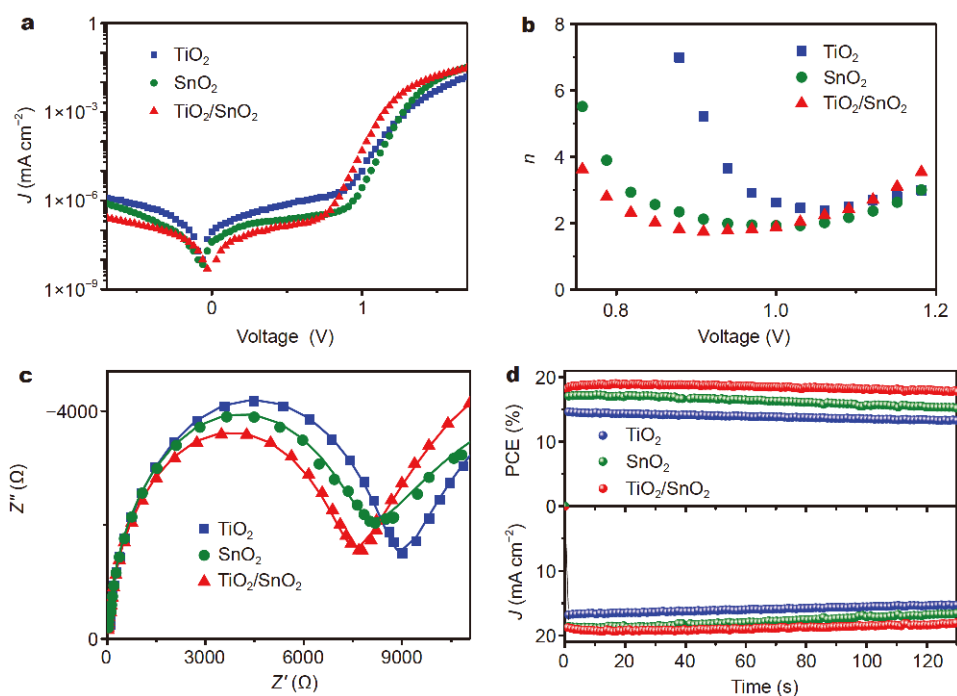 a
1
1×10⁻³
1×10⁻⁶
1×10⁻⁹
J (mA cm⁻²)
TiO₂
SnO₂
TiO₂/SnO₂
0
1
Voltage (V)
b
8
6
4
2
0
n
TiO₂
SnO₂
TiO₂/SnO₂
0.8
1.0
1.2
Voltage (V)
c
−4000
0
Z″ (Ω)
TiO₂
SnO₂
TiO₂/SnO₂
0
3000
6000
9000
Z′ (Ω)
d
20
15
10
PCE (%)
TiO₂
SnO₂
TiO₂/SnO₂
0
5
10
15
20
J (mA cm⁻²)
0
20
40
60
80
100
120
Time (s)